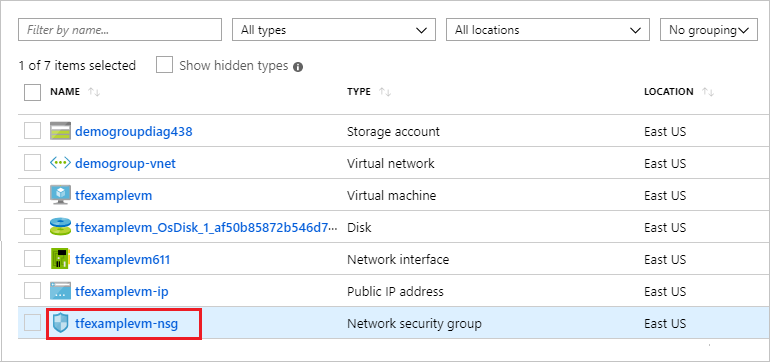 Filter by name... All types All locations No grouping
1 of 7 items selected Show hidden types
NAME TYPE LOCATION
demogroupdiag438 Storage account East US
demogroup-vnet Virtual network East US
tfexamplevm Virtual machine East US
tfexamplevm_OsDisk_1_af50b85872b546d7... Disk East US
tfexamplevm611 Network interface East US
tfexamplevm-ip Public IP address East US
tfexamplevm-nsg Network security group East US